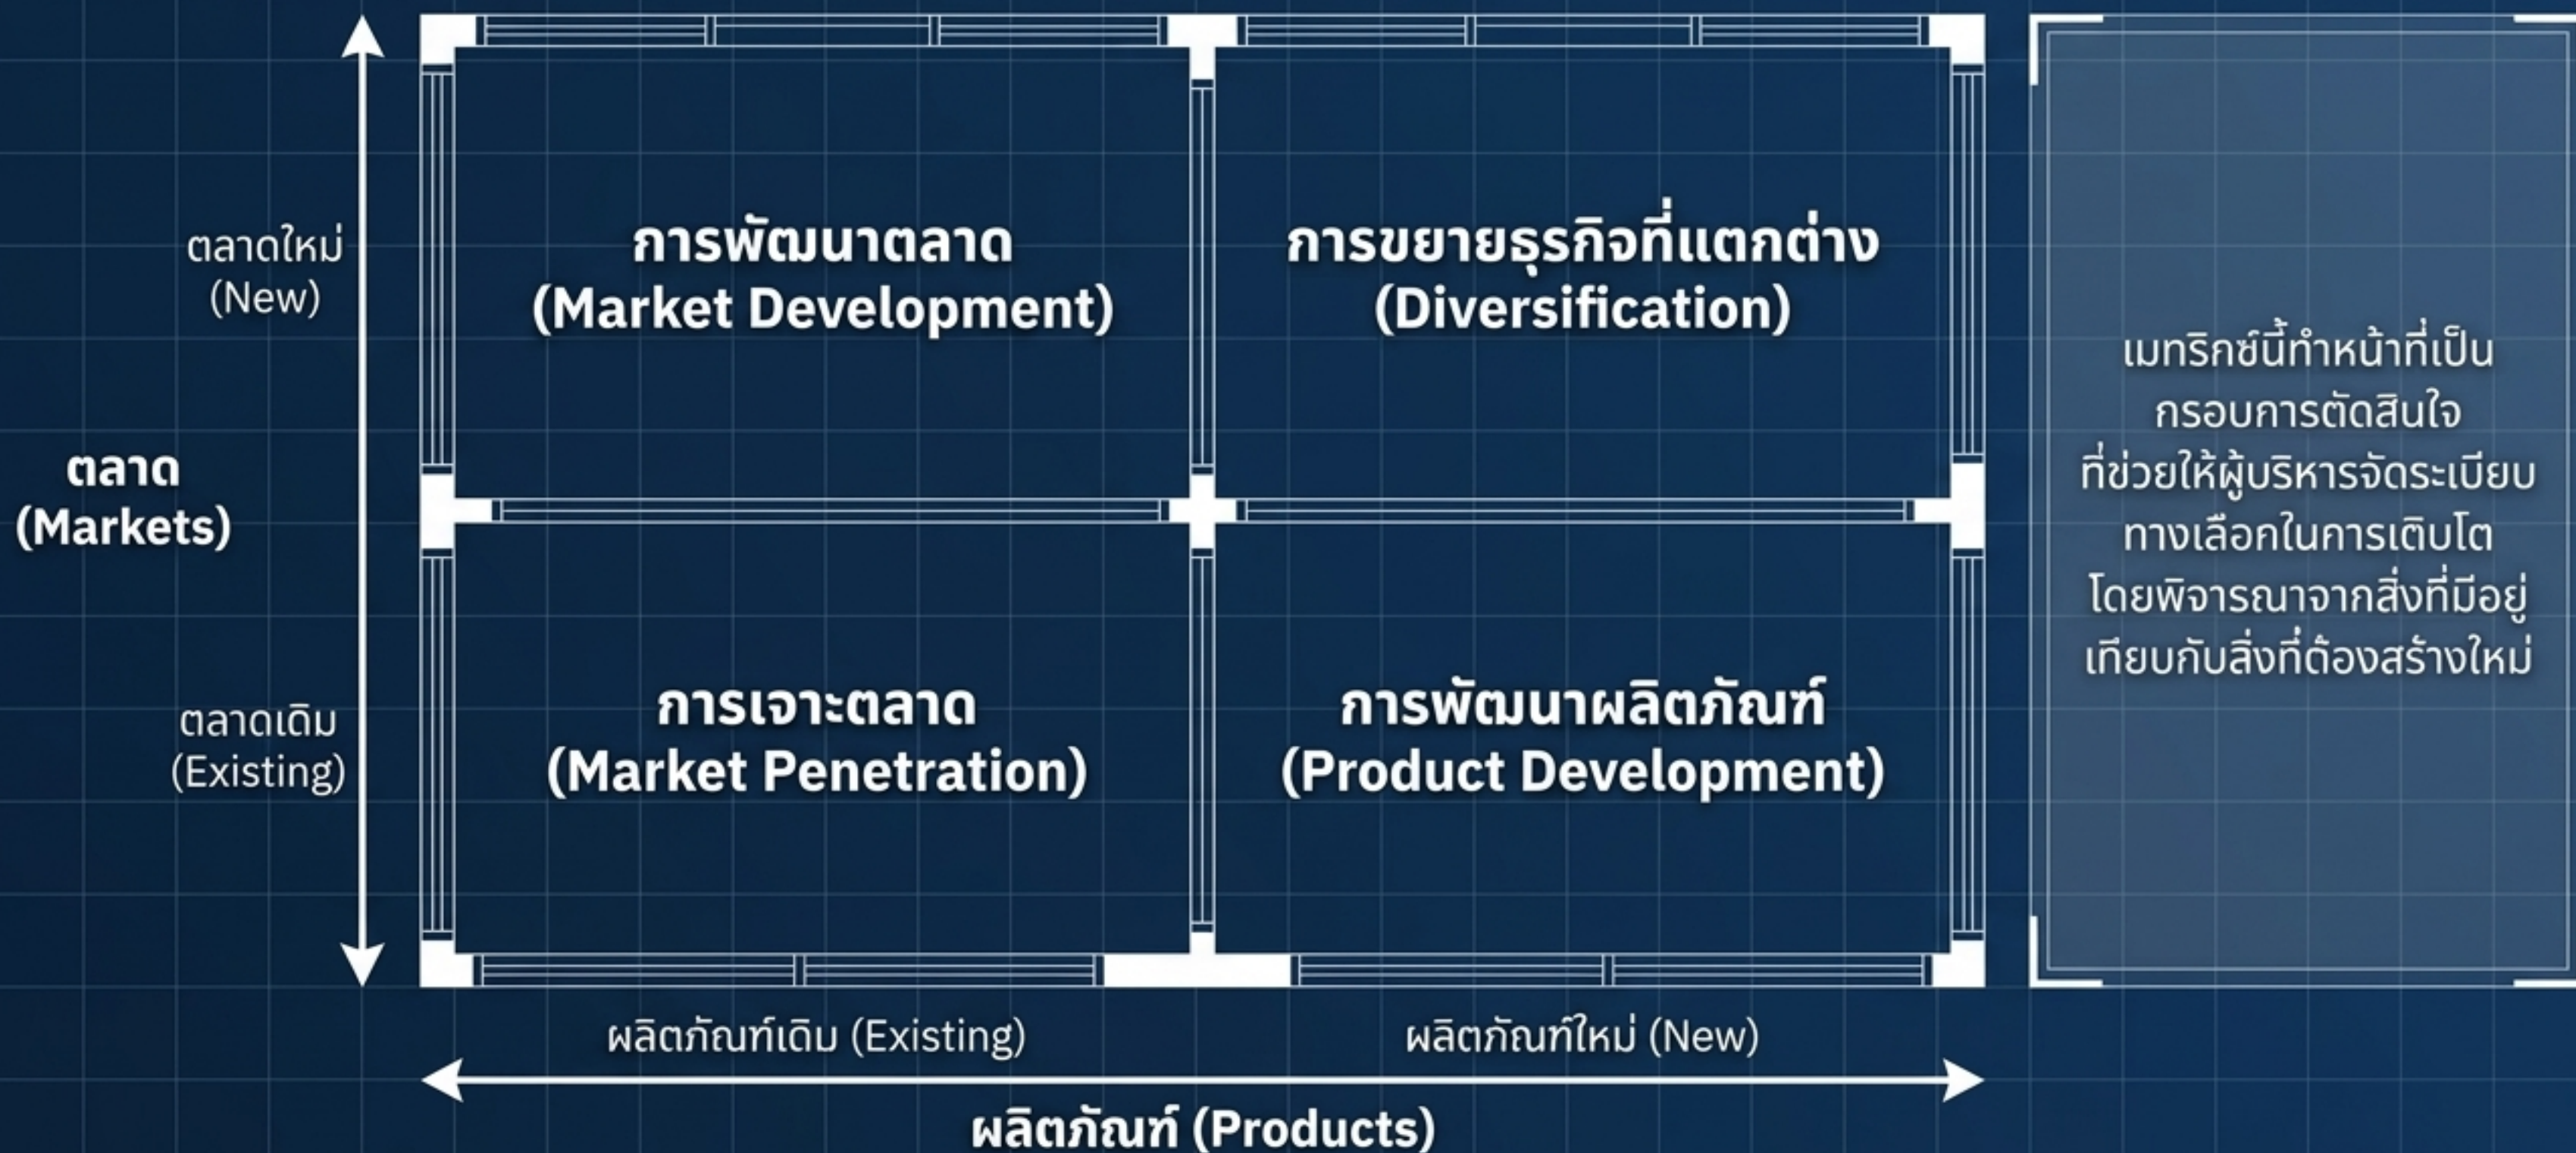 ตลาดใหม่
(New)
ตลาด
(Markets)
ตลาดเดิม
(Existing)
การพัฒนาตลาด
(Market Development)
การขยายธุรกิจที่แตกต่าง
(Diversification)
การเจาะตลาด
(Market Penetration)
การพัฒนาผลิตภัณฑ์
(Product Development)
ผลิตภัณฑ์เดิม (Existing)
ผลิตภัณฑ์ใหม่ (New)
ผลิตภัณฑ์ (Products)
เมทริกซ์นี้ทำหน้าที่เป็น
กรอบการตัดสินใจ
ที่ช่วยให้ผู้บริหารจัดระเบียบ
ทางเลือกในการเติบโต
โดยพิจารณาจากสิ่งที่มีอยู่
เทียบกับสิ่งที่ต้องสร้างใหม่